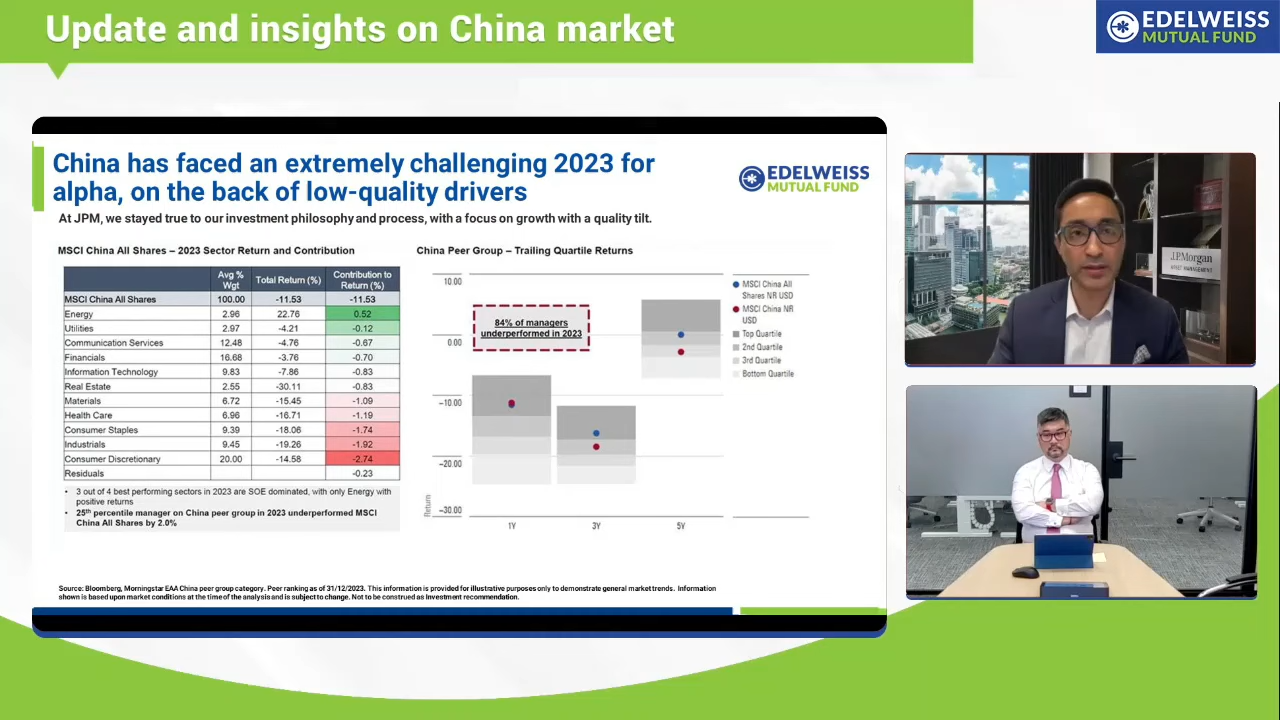 Update and insights on China market
EDELWEISS
MUTUAL FUND
China has faced an extremely challenging 2023 for
alpha, on the back of low-quality drivers
EDELWEISS
MUTUAL FUND
At JPM, we stayed true to our investment philosophy and process, with a focus on growth with a quality tilt.
MSCI China All Shares – 2023 Sector Return and Contribution
Avg % Wgt Total Return (%) Contribution to Return (%)
MSCI China All Shares 100.00 -11.53 -11.53
Energy 2.96 22.76 0.52
Utilities 2.97 -4.21 -0.12
Communication Services 12.48 -4.76 -0.67
Financials 16.68 -3.76 -0.70
Information Technology 9.83 -7.86 -0.83
Real Estate 2.55 -30.11 -0.83
Materials 6.72 -15.45 -1.09
Health Care 6.96 -16.71 -1.19
Consumer Staples 9.39 -18.06 -1.74
Industrials 9.45 -19.26 -1.92
Consumer Discretionary 20.00 -14.58 -2.74
Residuals -0.23
• 3 out of 4 best performing sectors in 2023 are SOE dominated, with only Energy with
positive returns
• 25th percentile manager on China peer group in 2023 underperformed MSCI
China All Shares by 2.0%
China Peer Group – Trailing Quartile Returns
10.00
0.00
-10.00
-20.00
-30.00
Return
84% of managers
underperformed in 2023
1Y 3Y 5Y
MSCI China All
Shares NR USD
MSCI China NR
USD
Top Quartile
2nd Quartile
3rd Quartile
Bottom Quartile
Source: Bloomberg, Morningstar EAA China peer group category. Peer ranking as of 31/12/2023. This information is provided for illustrative purposes only to demonstrate general market trends. Information
shown is based upon market conditions at the time of the analysis and is subject to change. Not to be construed as Investment recommendation.
J.P.Morgan
ASSET MANAGEMENT